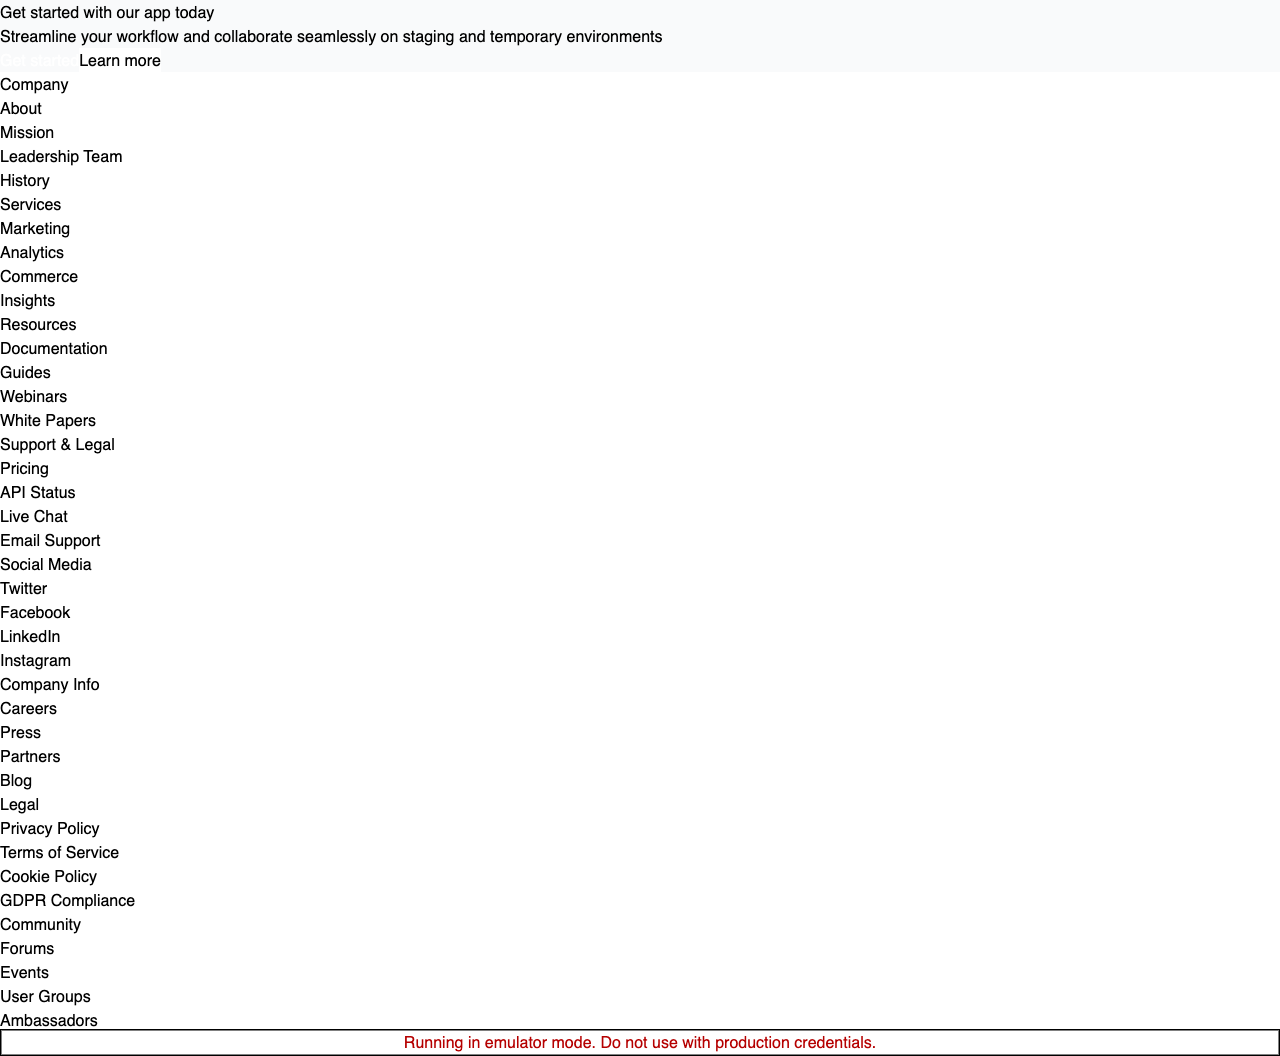 Get started with our app today
Streamline your workflow and collaborate seamlessly on staging and temporary environments
Learn more
Company
About
Mission
Leadership Team
History
Services
Marketing
Analytics
Commerce
Insights
Resources
Documentation
Guides
Webinars
White Papers
Support & Legal
Pricing
API Status
Live Chat
Email Support
Social Media
Twitter
Facebook
LinkedIn
Instagram
Company Info
Careers
Press
Partners
Blog
Legal
Privacy Policy
Terms of Service
Cookie Policy
GDPR Compliance
Community
Forums
Events
User Groups
Ambassadors
Running in emulator mode. Do not use with production credentials.